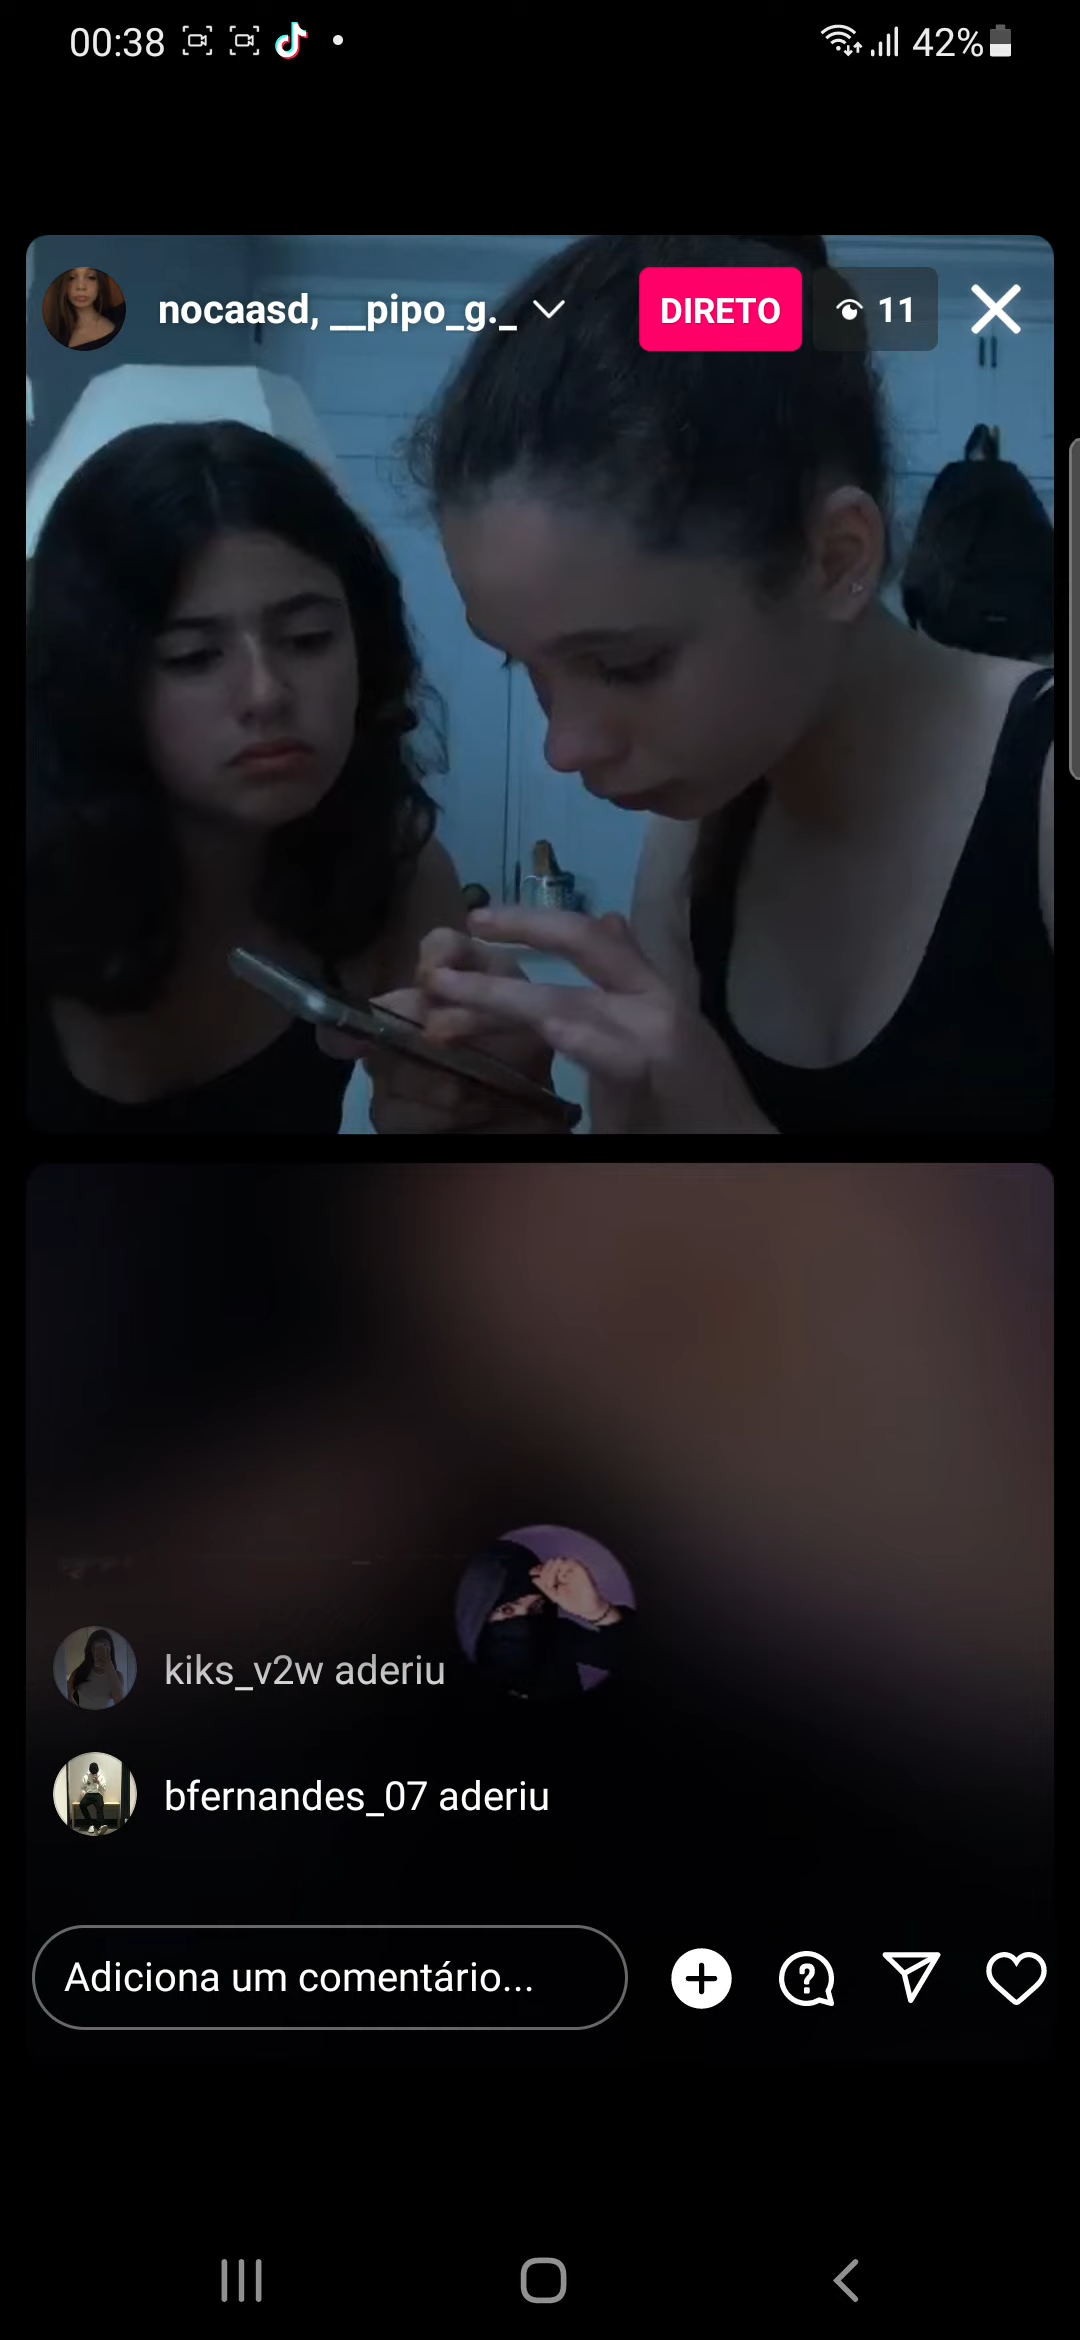 00:38 42%
nocaasd, __pipo_g._ DIRETO 11
kiks_v2w aderiu
bfernandes_07 aderiu
Adiciona um comentário...